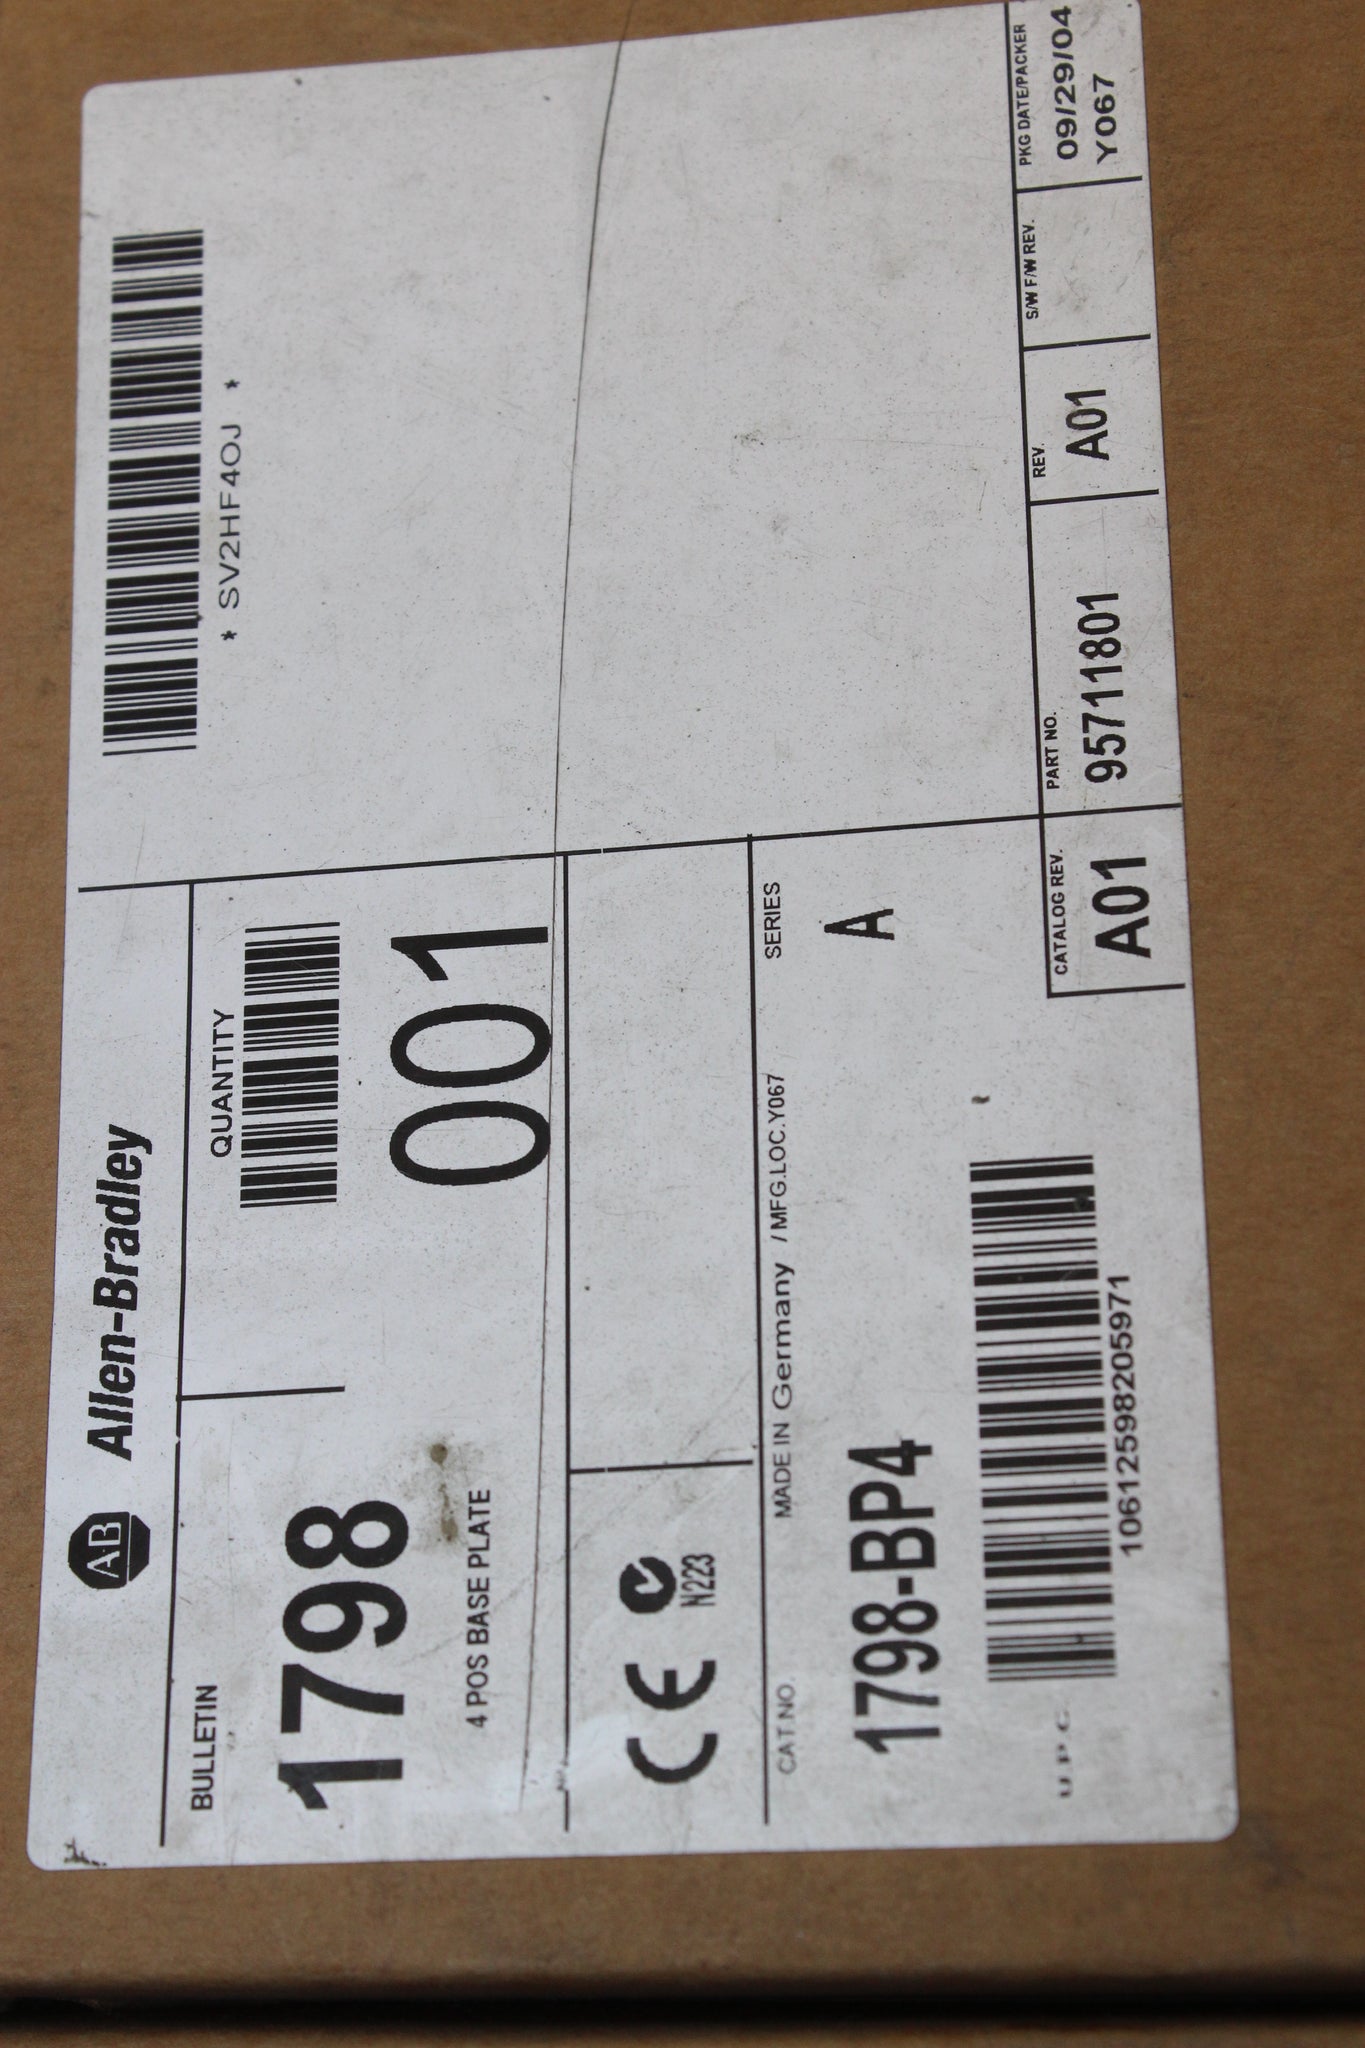 AB Allen-Bradley
* SV2HF4OJ *
BULLETIN
1798
4 POS BASE PLATE
QUANTITY
001
CE N223
CAT.NO.
MADE IN Germany / MFG.LOC.Y067
SERIES
1798-BP4
A
U.P.C
10612598205971
CATALOG REV.
A01
PART NO.
95711801
REV.
A01
S/W F/W REV.
PKG DATE/PACKER
09/29/04
Y067